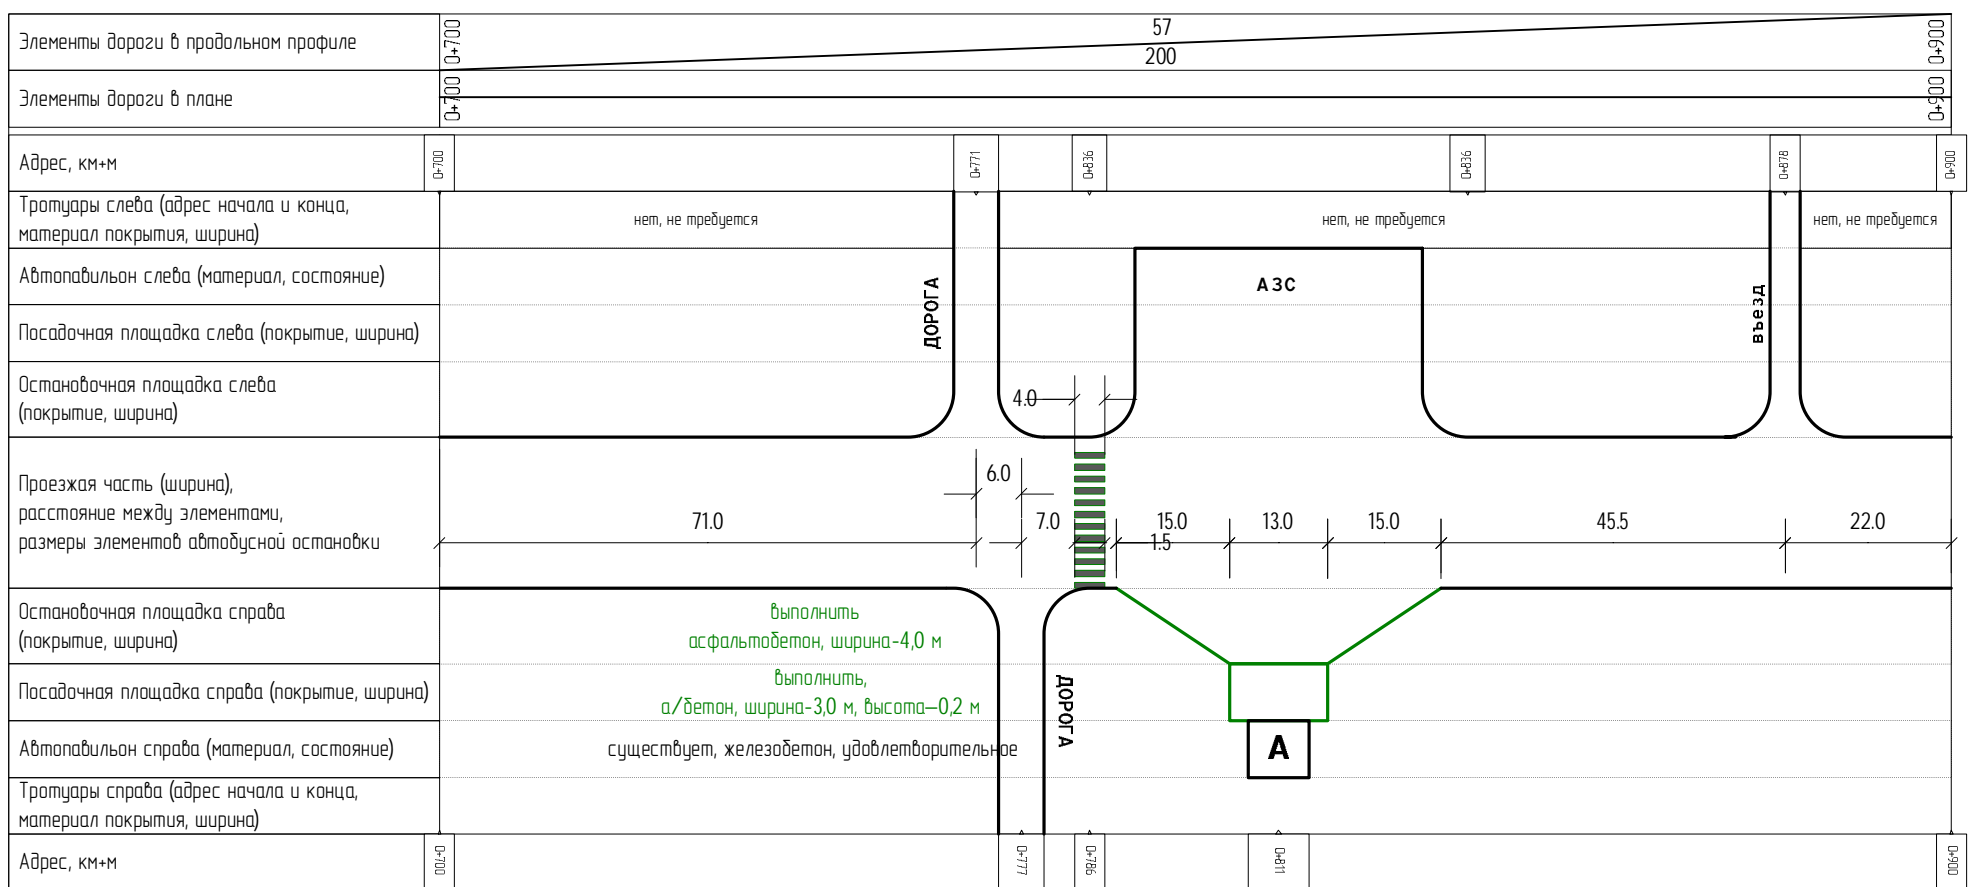 Элементы дороги в продольном профиле
0+700
57
200
0+900
Элементы дороги в плане
0+700
0+900
Адрес, км+м
0+700
0+771
0+836
0+836
0+878
0+900
Тротуары слева (адрес начала и конца,
материал покрытия, ширина)
нет, не требуется
нет, не требуется
нет, не требуется
Автопавильон слева (материал, состояние)
ДОРОГА
АЗС
въезд
Посадочная площадка слева (покрытие, ширина)
Остановочная площадка слева
(покрытие, ширина)
4.0
Проезжая часть (ширина),
расстояние между элементами,
размеры элементов автобусной остановки
6.0
71.0
7.0
1.5
15.0
13.0
15.0
45.5
22.0
Остановочная площадка справа
(покрытие, ширина)
выполнить
асфальтобетон, ширина-4,0 м
Посадочная площадка справа (покрытие, ширина)
выполнить,
а/бетон, ширина-3,0 м, высота–0,2 м
ДОРОГА
Автопавильон справа (материал, состояние)
существует, железобетон, удовлетворительное
А
Тротуары справа (адрес начала и конца,
материал покрытия, ширина)
Адрес, км+м
0+700
0+777
0+786
0+811
0+900